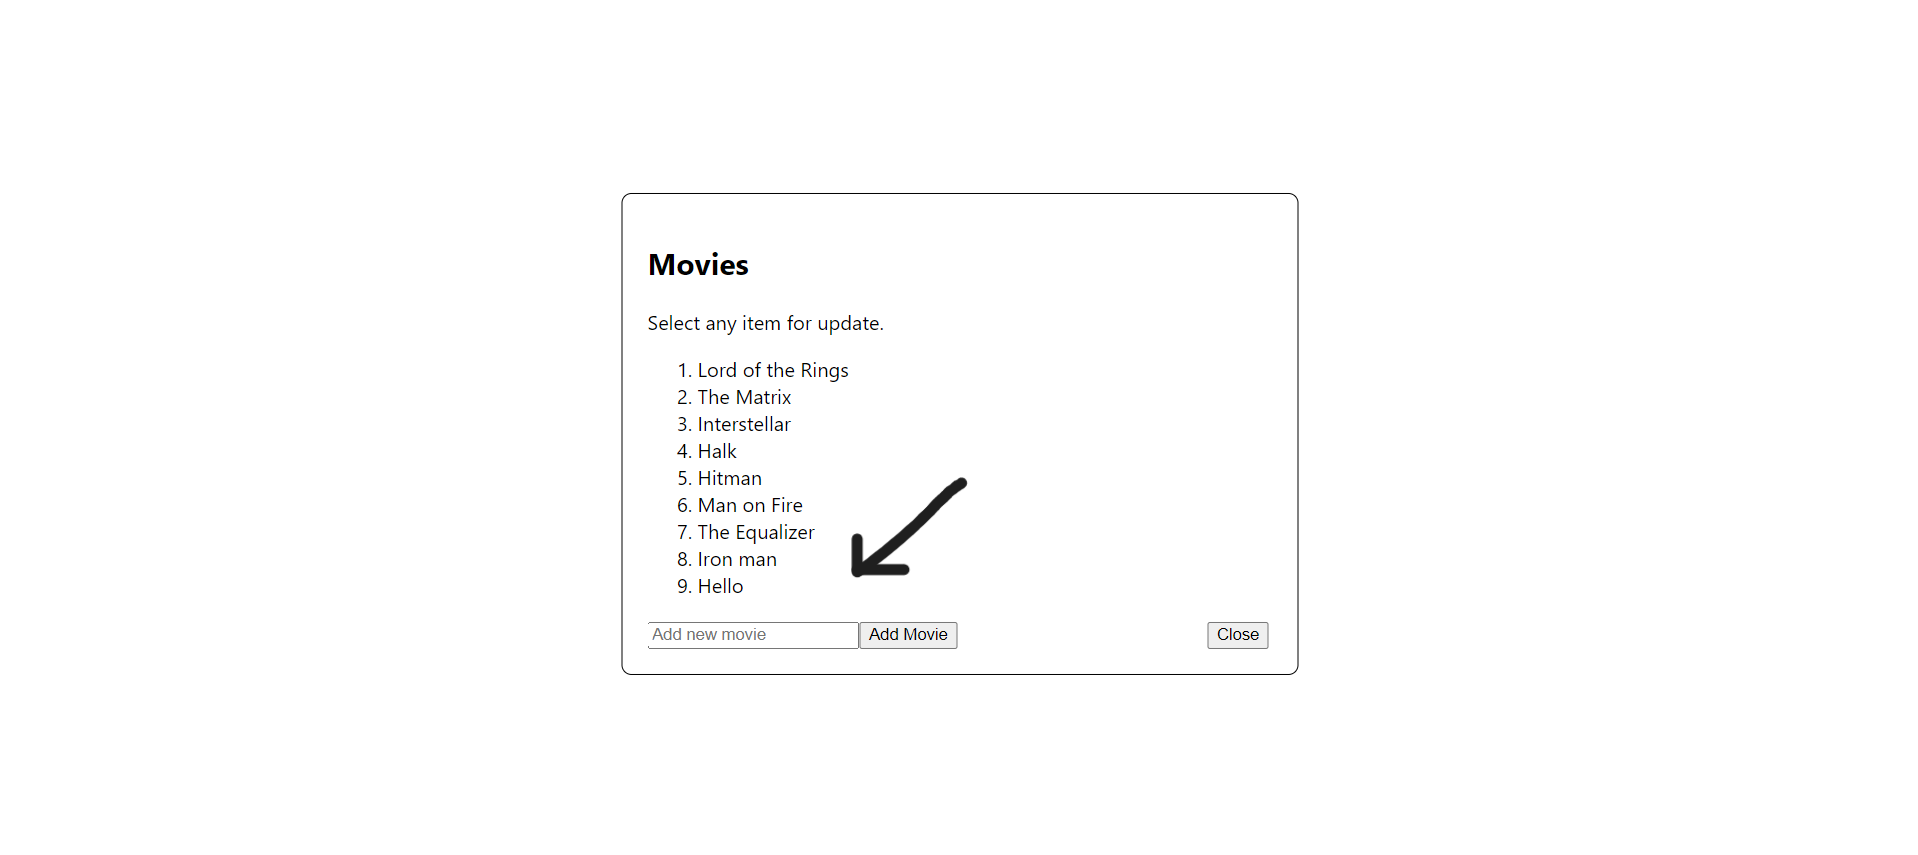 Movies
Select any item for update.
1. Lord of the Rings
2. The Matrix
3. Interstellar
4. Halk
5. Hitman
6. Man on Fire
7. The Equalizer
8. Iron man
9. Hello
Add new movie Add Movie Close